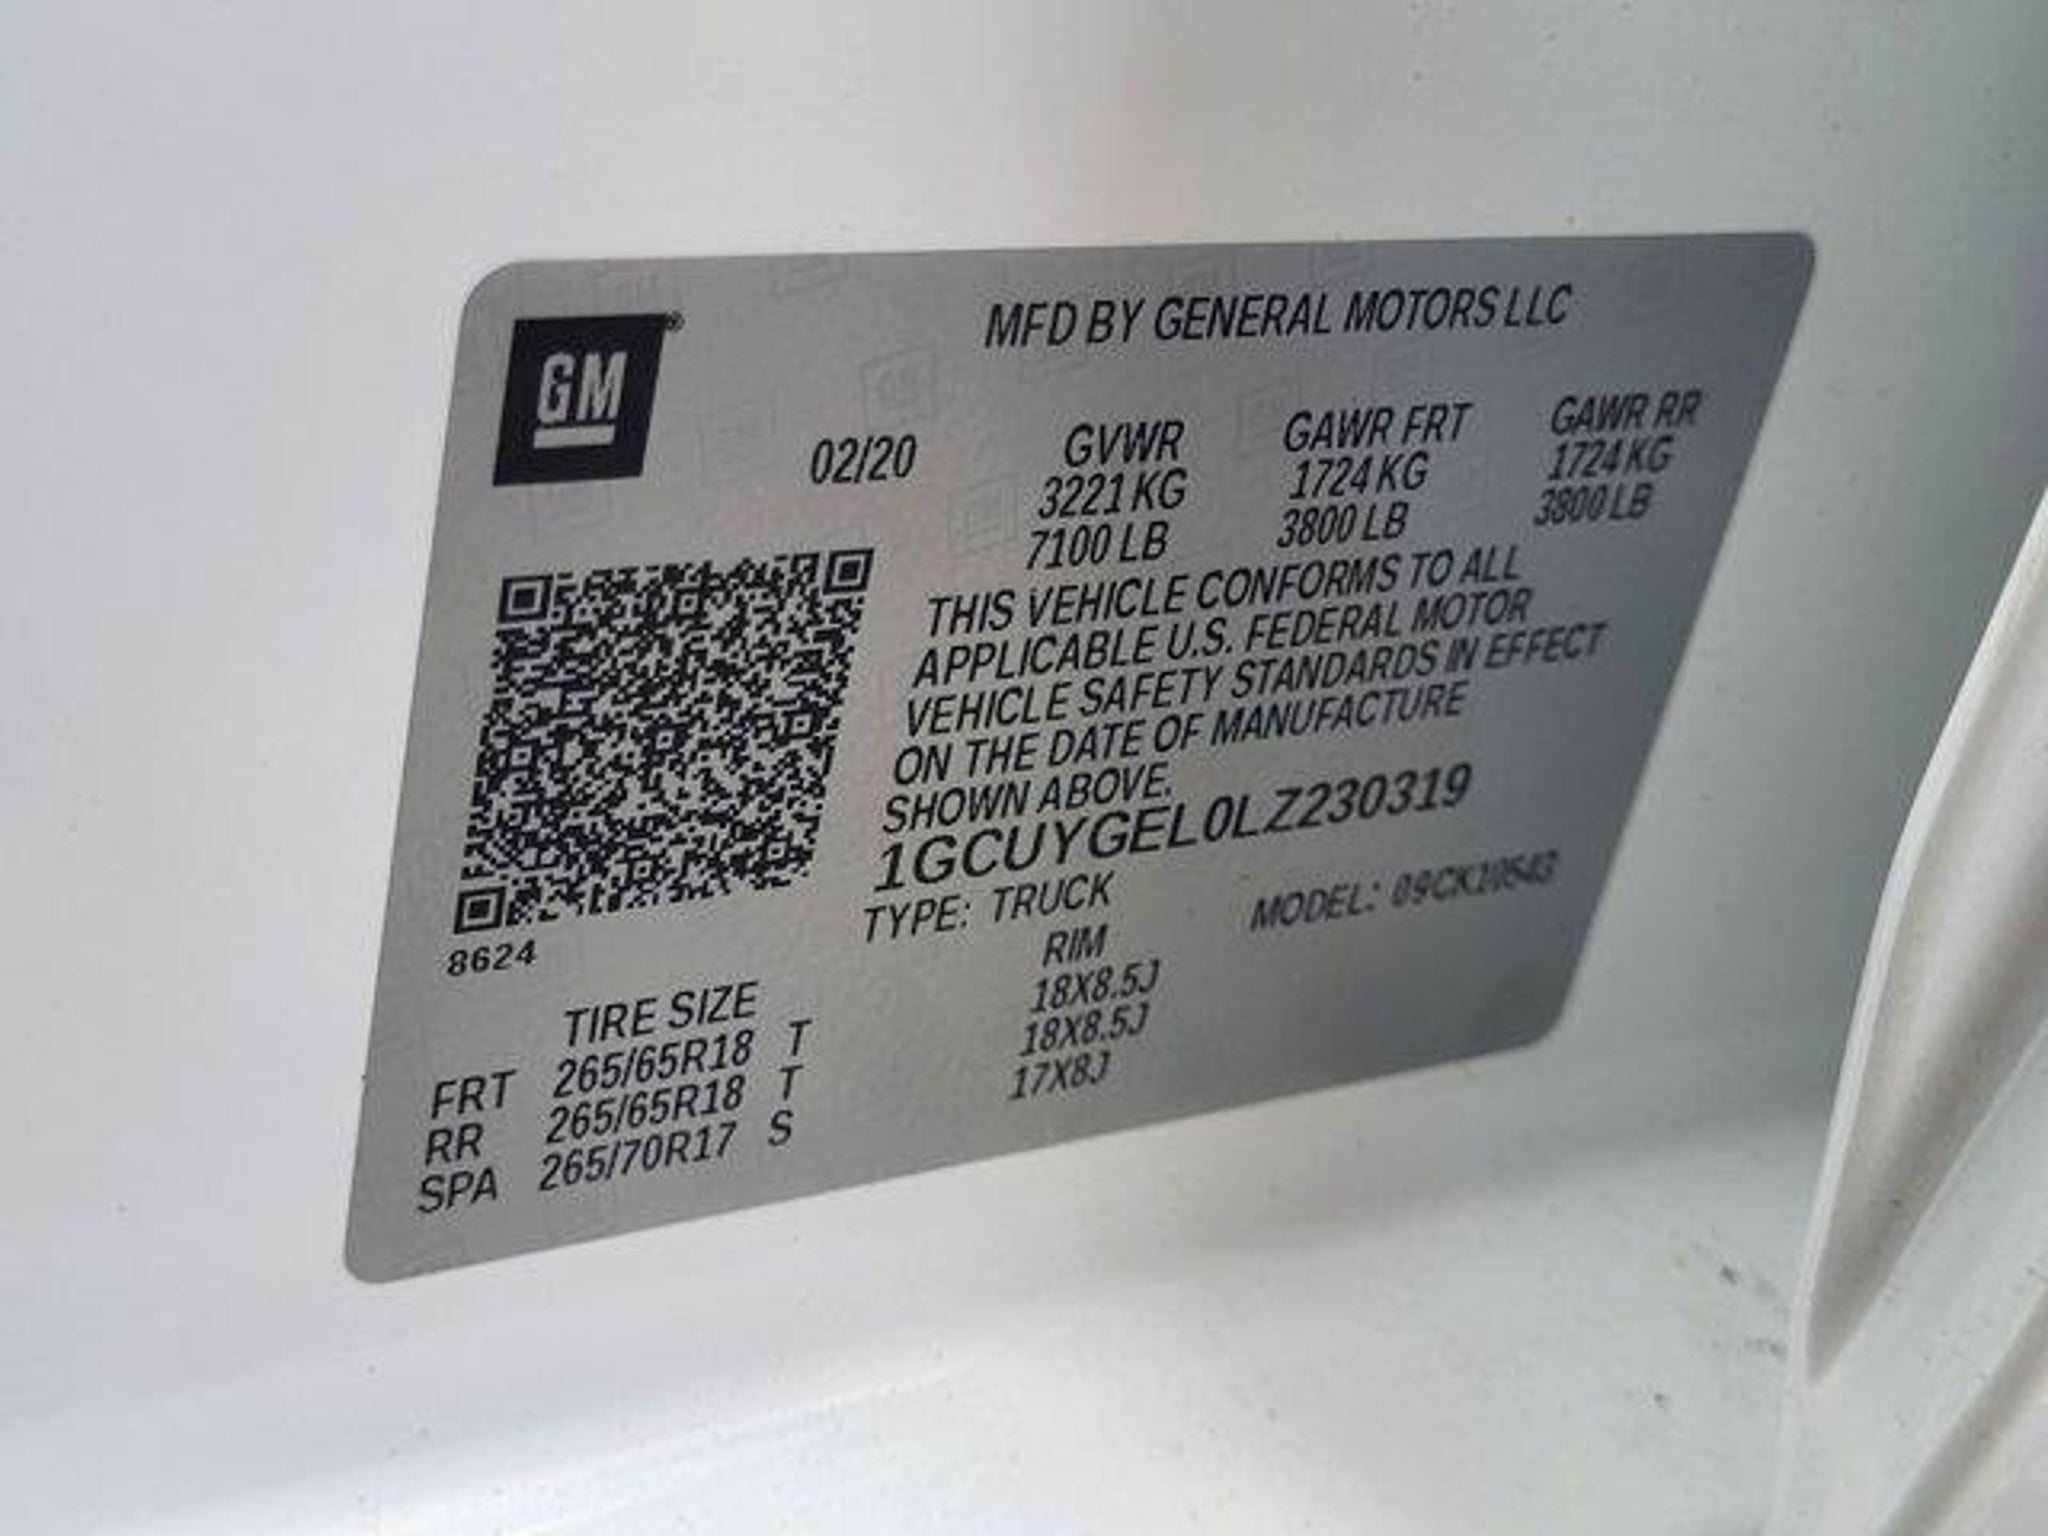 GM
MFD BY GENERAL MOTORS LLC
02/20
GVWR GAWR FRT GAWR RR
3221 KG 1724 KG 1724 KG
7100 LB 3800 LB 3800 LB
THIS VEHICLE CONFORMS TO ALL
APPLICABLE U.S. FEDERAL MOTOR
VEHICLE SAFETY STANDARDS IN EFFECT
ON THE DATE OF MANUFACTURE
SHOWN ABOVE.
1GCUYGEL0LZ230319
TYPE: TRUCK MODEL: 09CK10543
8624
TIRE SIZE RIM
FRT 265/65R18 T 18X8.5J
RR 265/65R18 T 18X8.5J
SPA 265/70R17 S 17X8J